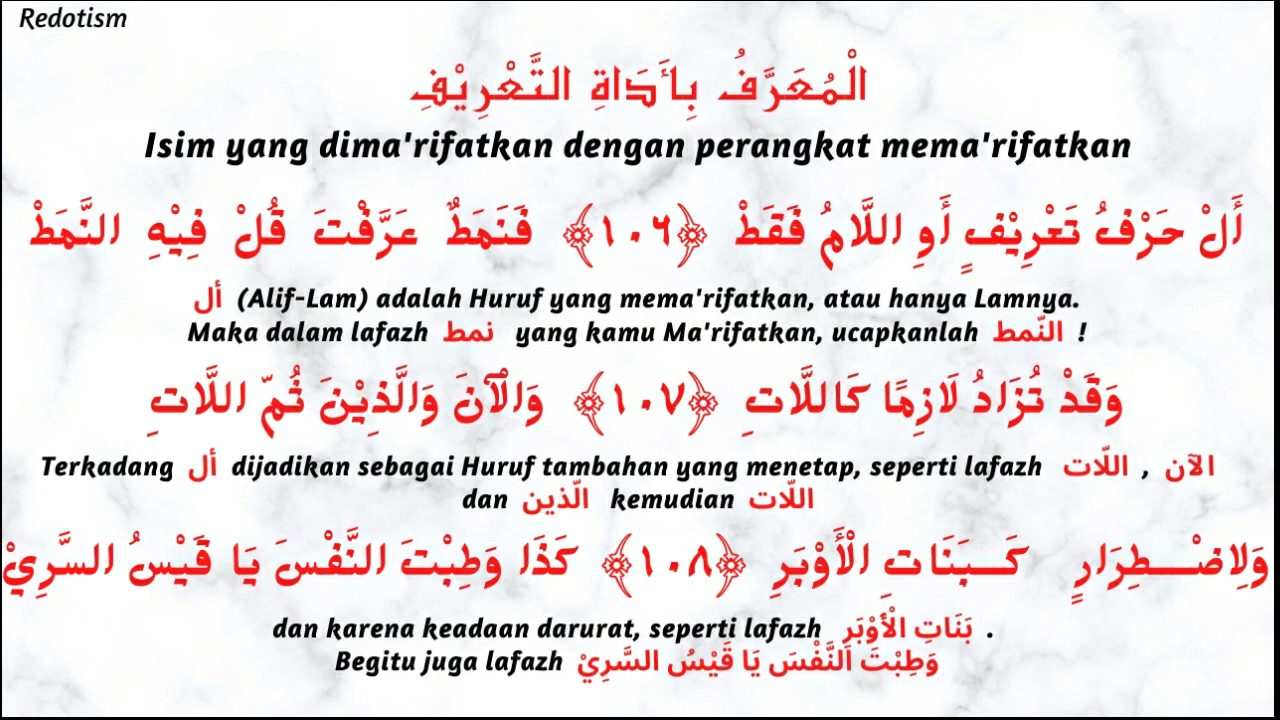 Redotism
الْمُعَرَّفُ بِأَدَاةِ التَّعْرِيْفِ
Isim yang dima'rifatkan dengan perangkat mema'rifatkan
أَلْ حَرْفُ تَعْرِيْفٍ أَوِ اللَّامُ فَقَطْ ﴿١٠٦﴾ فَنَمَطٌ عَرَّفْتَ قُلْ فِيْهِ النَّمَطْ
أل (Alif-Lam) adalah Huruf yang mema'rifatkan, atau hanya Lamnya.
Maka dalam lafazh نمط yang kamu Ma'rifatkan, ucapkanlah النّمط !
وَقَدْ تُزَادُ لَازِمًا كَاللَّاتِ ﴿١٠٧﴾ وَالْآنَ وَالَّذِيْنَ ثُمّ اللَّاتِ
Terkadang أل dijadikan sebagai Huruf tambahan yang menetap, seperti lafazh اللّات , الآن
dan الّذين kemudian اللّات
وَلِاضْـــطِرَارٍ كَـــبَنَاتِ الْأَوْبَرِ ﴿١٠٨﴾ كَذَا وَطِبْتَ النَّفْسَ يَا قَيْسُ السَّرِيْ
dan karena keadaan darurat, seperti lafazh بَنَاتِ الْأَوْبَرِ .
Begitu juga lafazh وَطِبْتَ النَّفْسَ يَا قَيْسُ السَّرِيْ